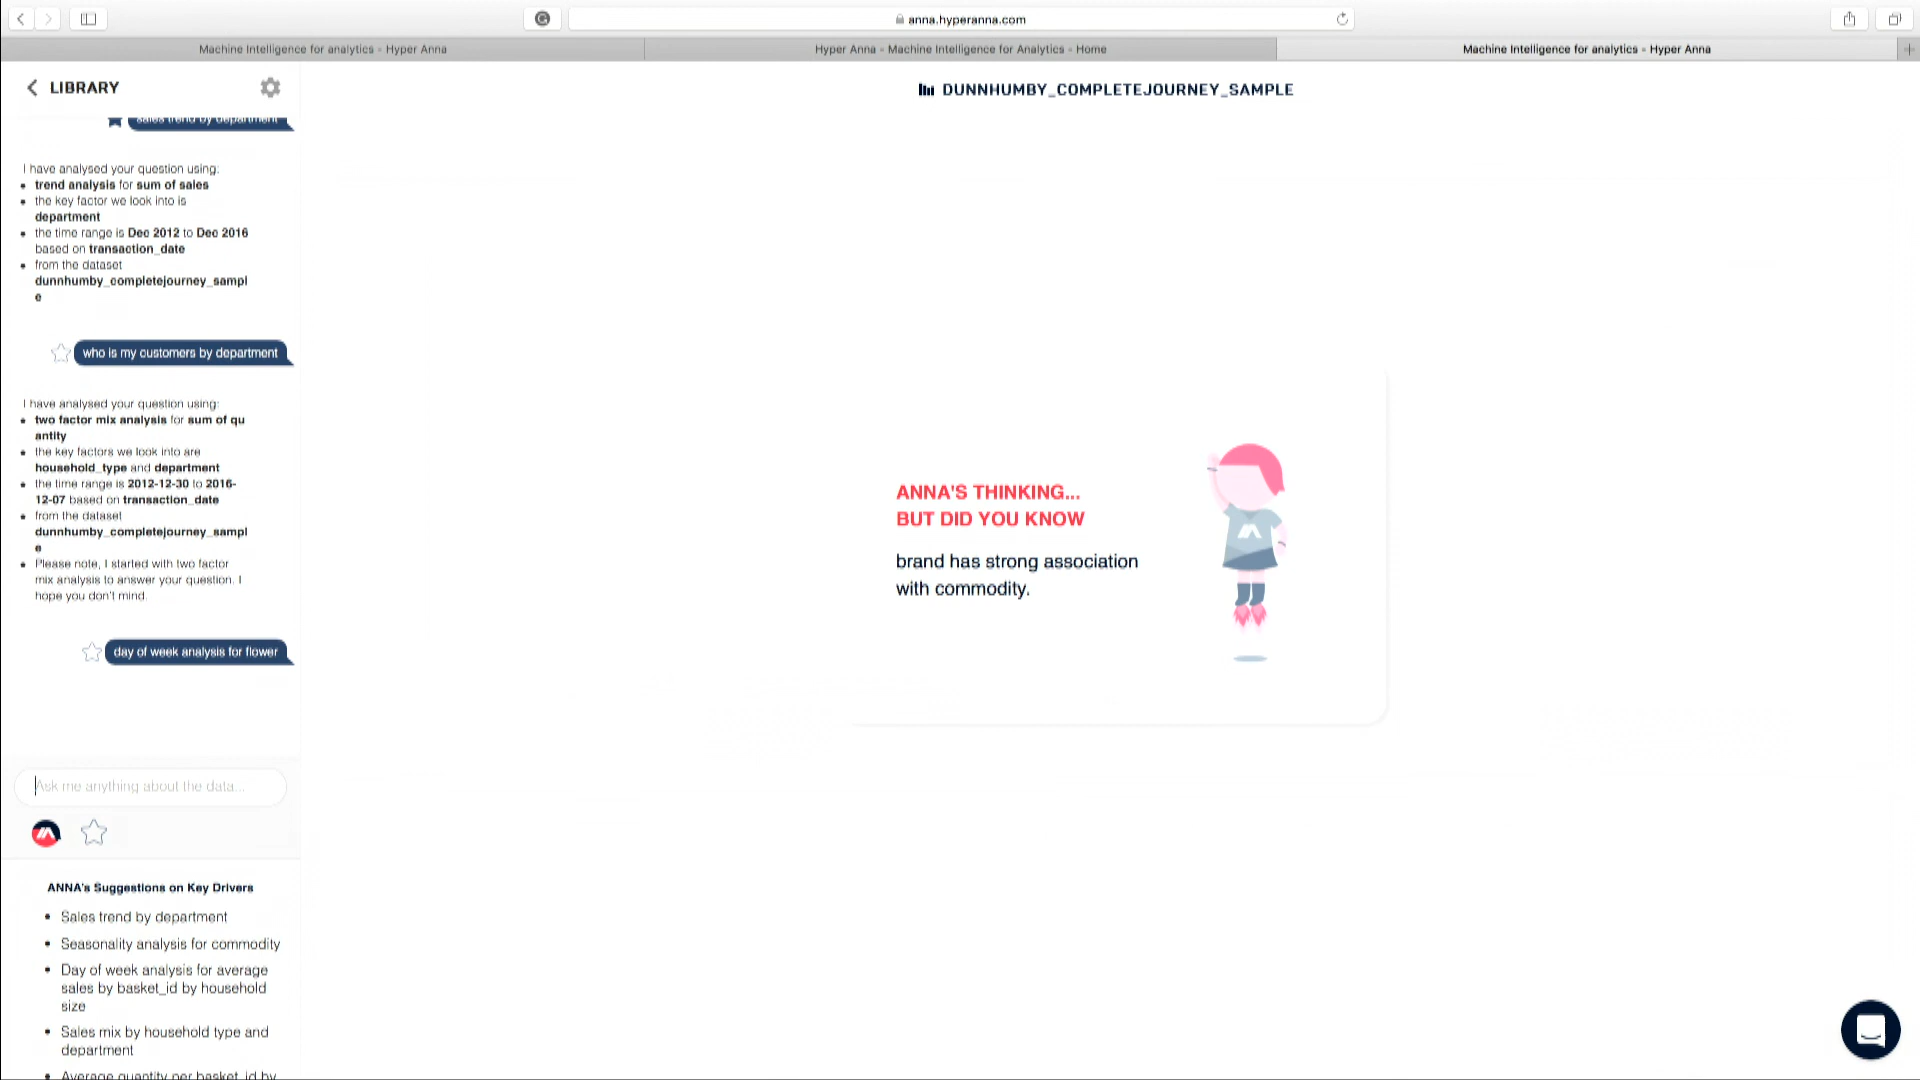 anna.hyperanna.com
Machine Intelligence for analytics - Hyper Anna
Hyper Anna - Machine Intelligence for Analytics - Home
Machine Intelligence for analytics - Hyper Anna
LIBRARY
DUNNHUMBY_COMPLETEJOURNEY_SAMPLE
sales trend by department
I have analysed your question using:
• trend analysis for sum of sales
• the key factor we look into is
department
• the time range is Dec 2012 to Dec 2016
based on transaction_date
• from the dataset
dunnhumby_completejourney_sampl
e
who is my customers by department
I have analysed your question using:
• two factor mix analysis for sum of qu
antity
• the key factors we look into are
household_type and department
• the time range is 2012-12-30 to 2016-
12-07 based on transaction_date
• from the dataset
dunnhumby_completejourney_sampl
e
• Please note, I started with two factor
mix analysis to answer your question. I
hope you don't mind.
day of week analysis for flower
Ask me anything about the data...
ANNA's Suggestions on Key Drivers
• Sales trend by department
• Seasonality analysis for commodity
• Day of week analysis for average
sales by basket_id by household
size
• Sales mix by household type and
department
• Average quantity per basket_id by
ANNA'S THINKING...
BUT DID YOU KNOW
brand has strong association
with commodity.